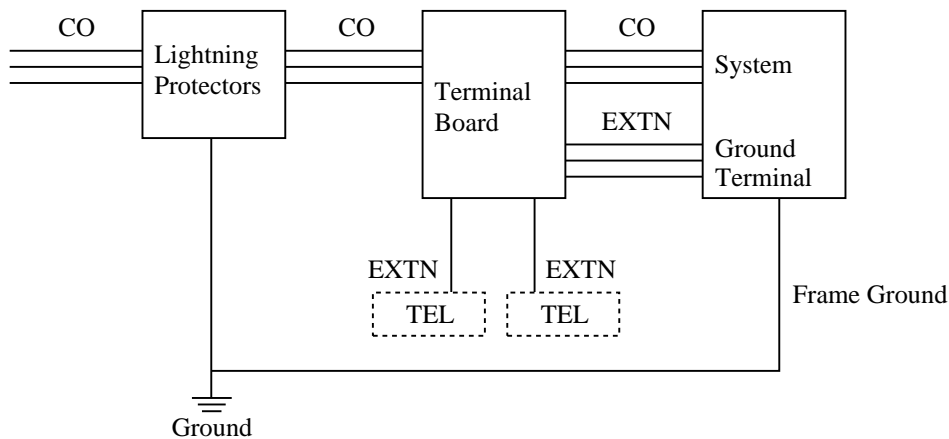 CO
CO
CO
Lightning
Protectors
Terminal
Board
System
EXTN
Ground
Terminal
EXTN
EXTN
TEL
TEL
Frame Ground
Ground